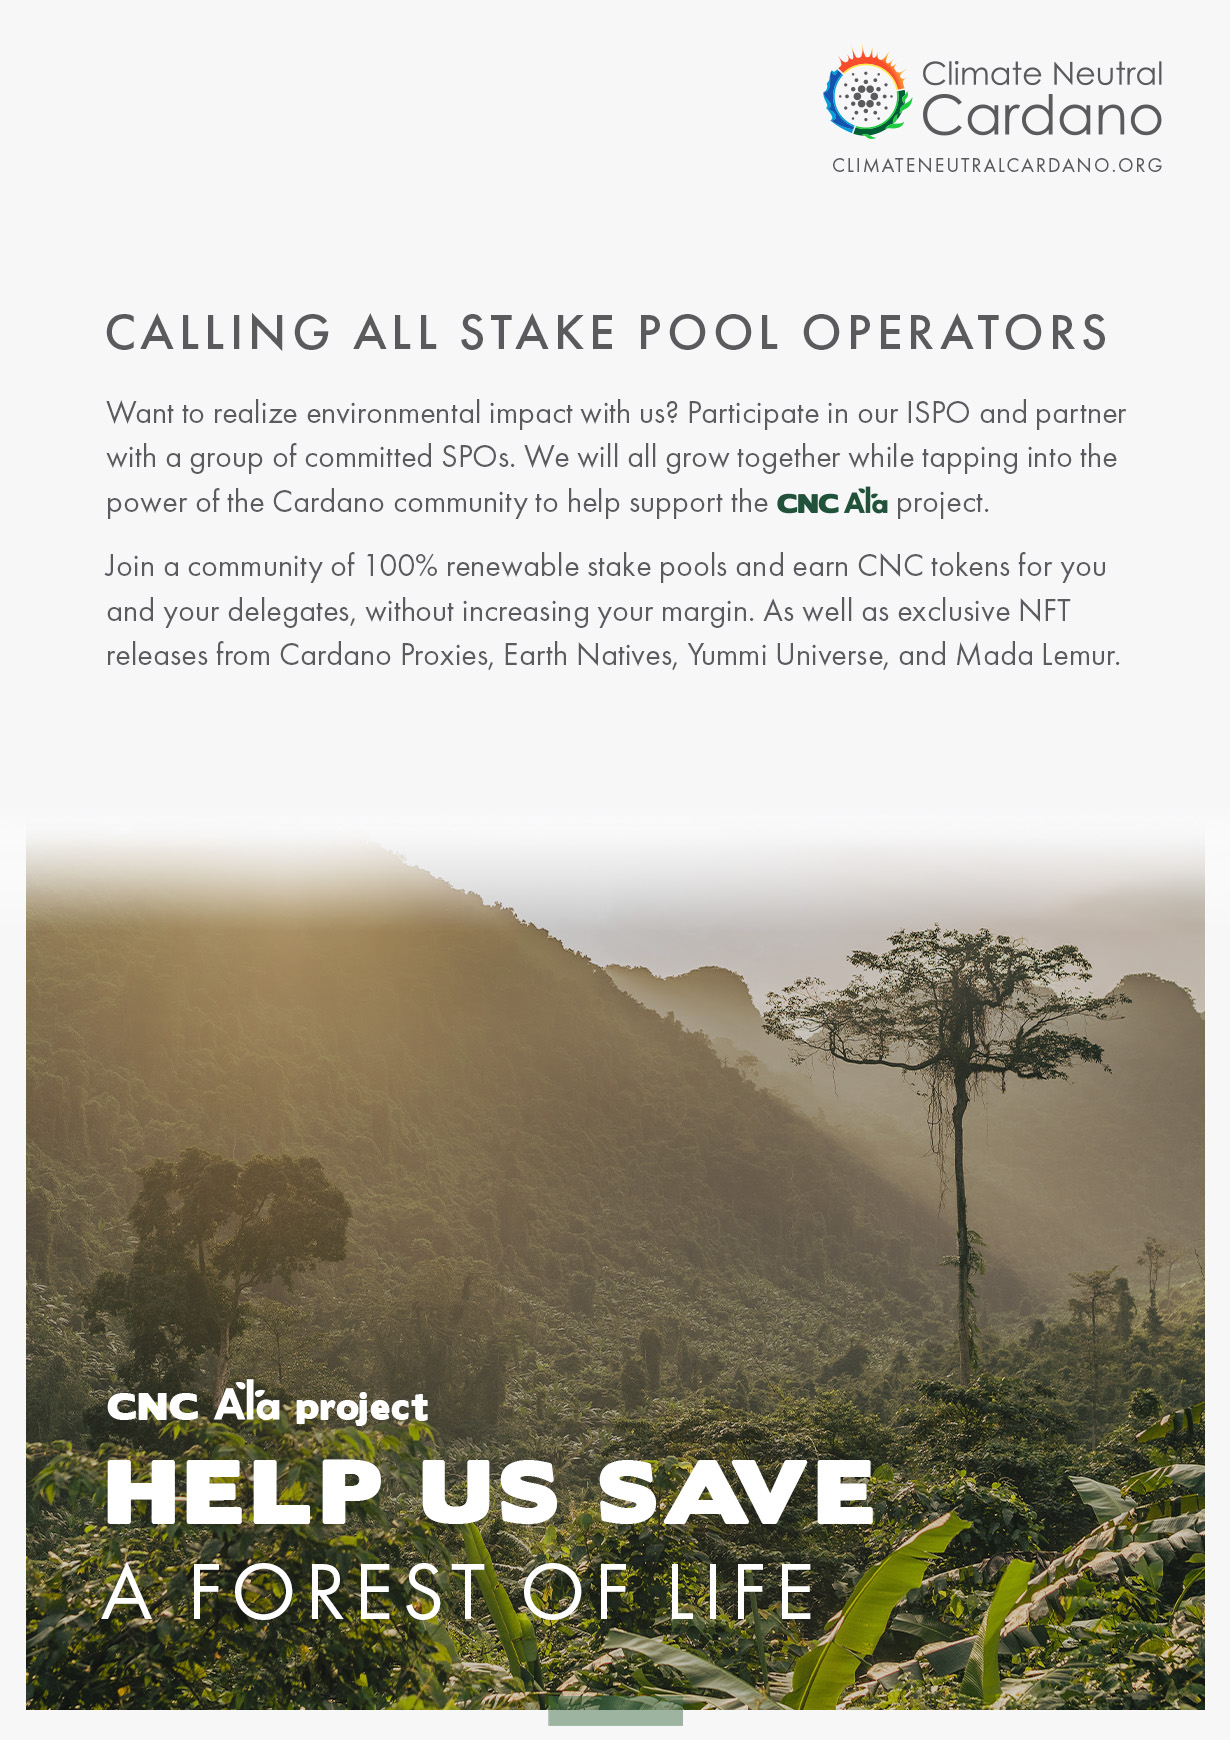 Climate Neutral
Cardano
CLIMATENEUTRALCARDANO.ORG
CALLING ALL STAKE POOL OPERATORS
Want to realize environmental impact with us? Participate in our ISPO and partner
with a group of committed SPOs. We will all grow together while tapping into the
power of the Cardano community to help support the CNC Ala project.
Join a community of 100% renewable stake pools and earn CNC tokens for you
and your delegates, without increasing your margin. As well as exclusive NFT
releases from Cardano Proxies, Earth Natives, Yummi Universe, and Mada Lemur.
CNC Ala project
HELP US SAVE
A FOREST OF LIFE